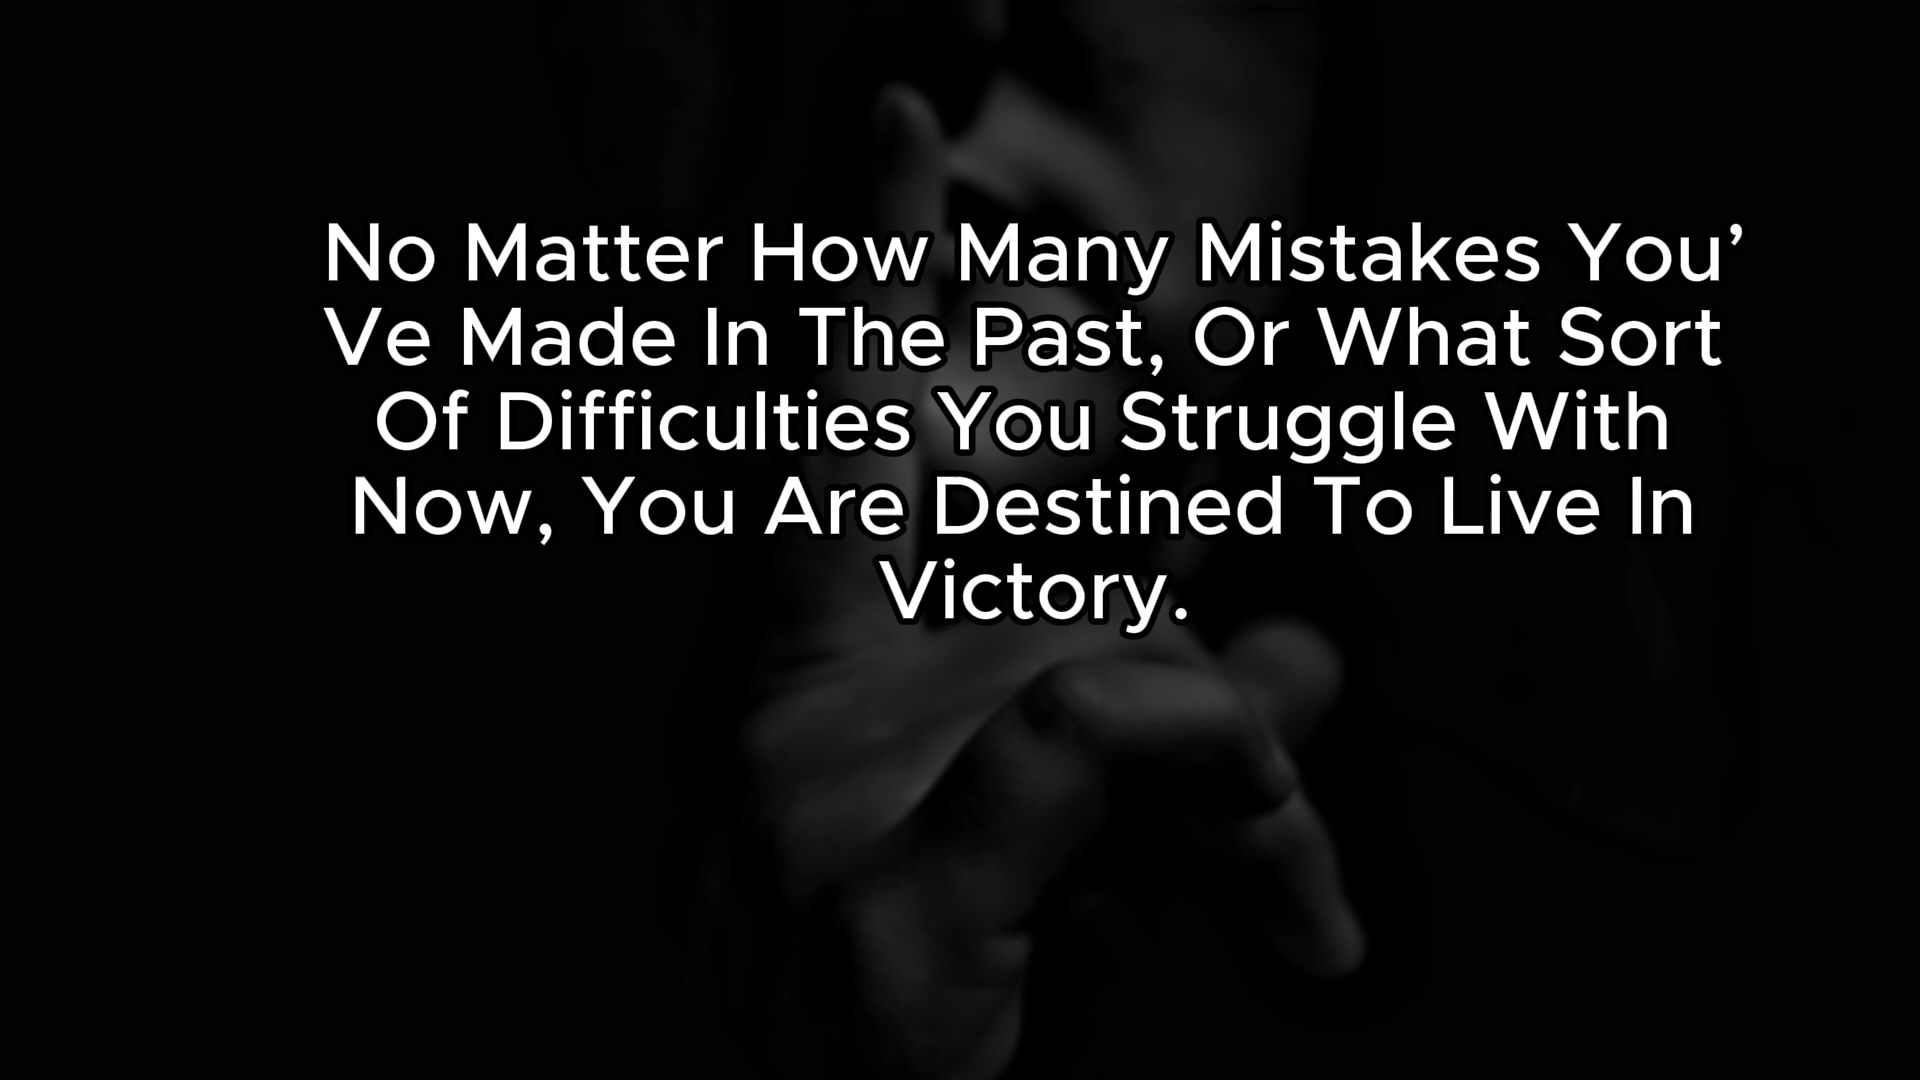 No Matter How Many Mistakes You’
Ve Made In The Past, Or What Sort
Of Difficulties You Struggle With
Now, You Are Destined To Live In
Victory.